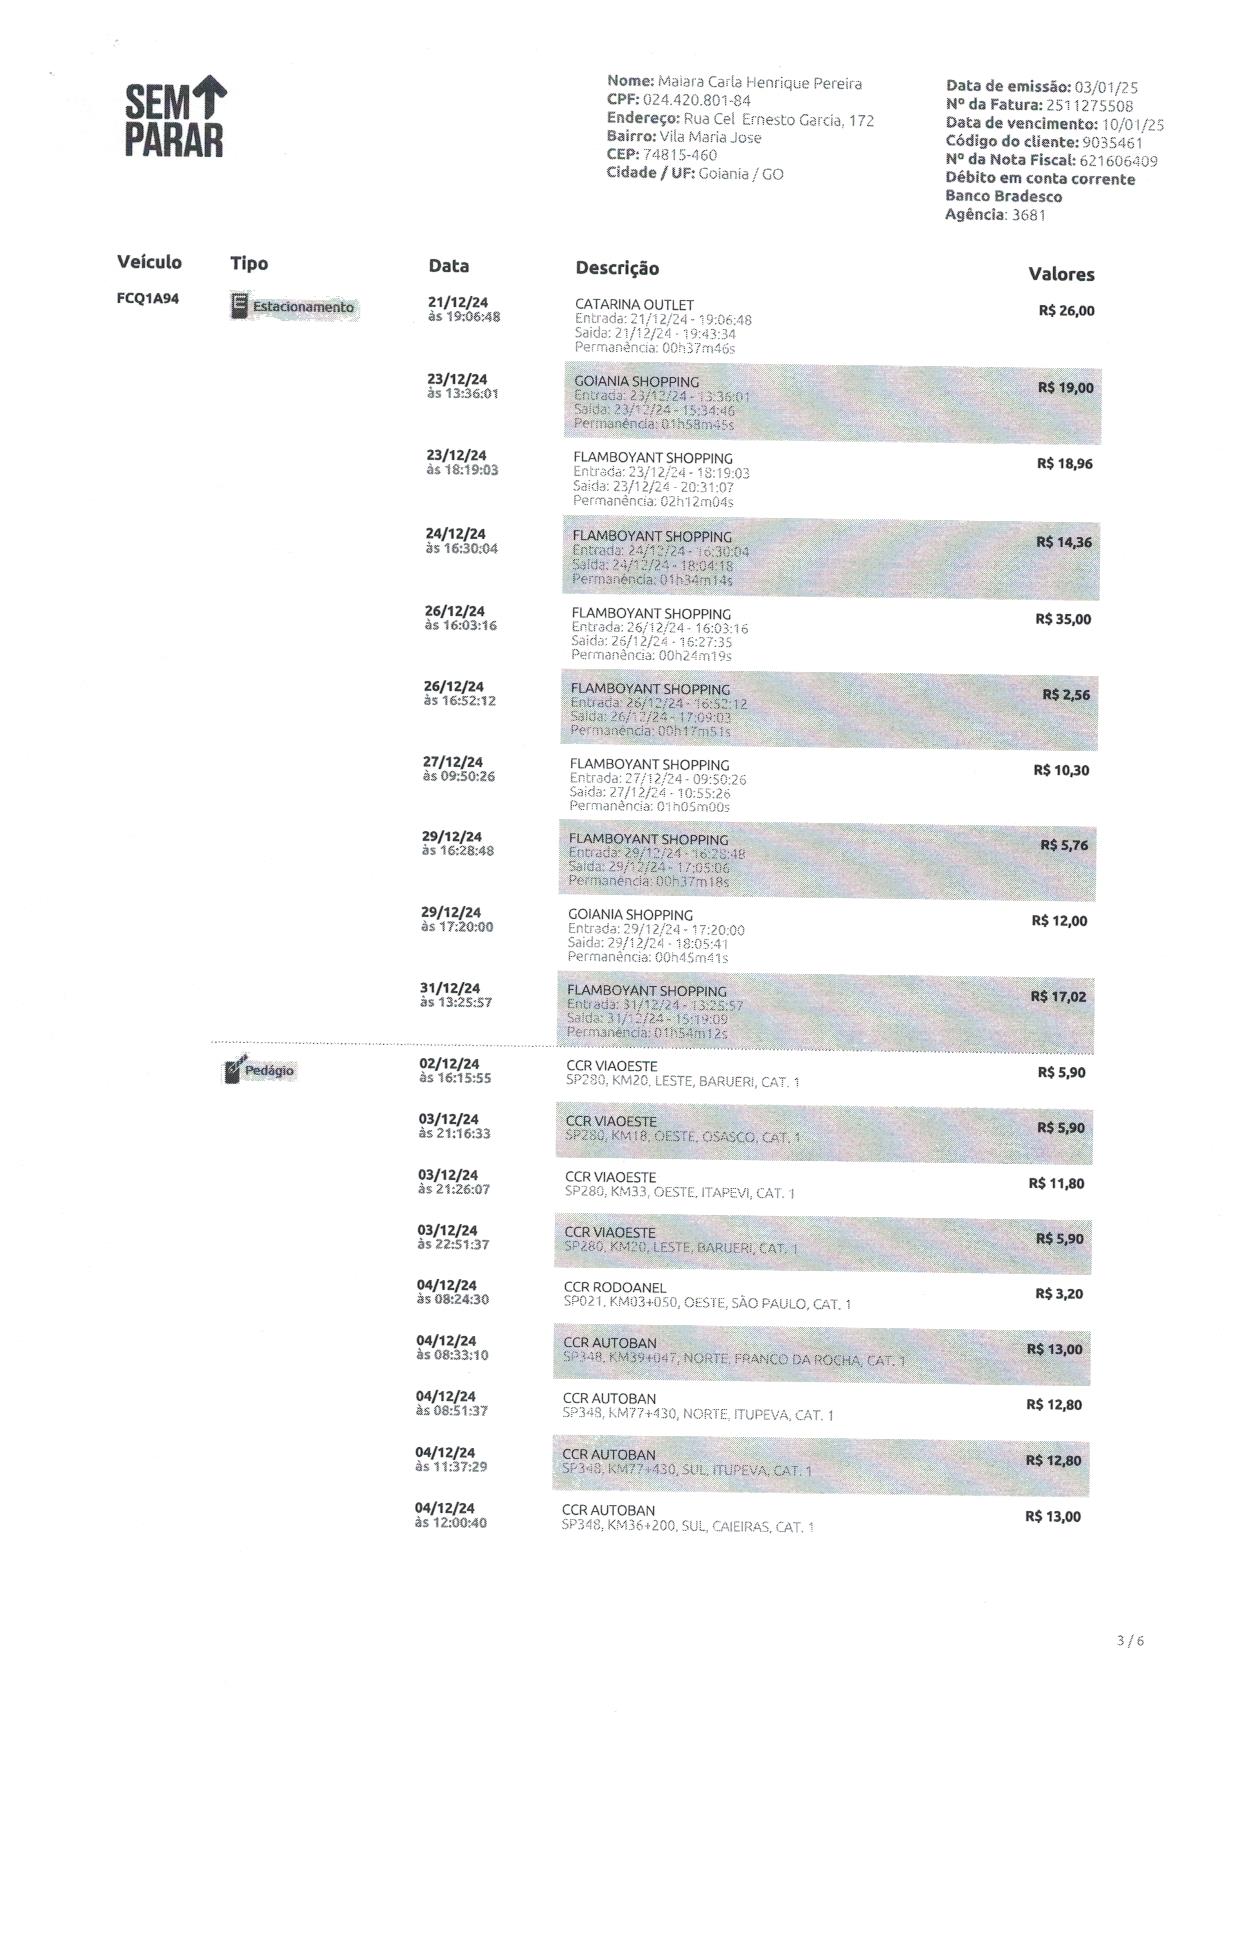 SEM
PARAR
Nome: Maiara Carla Henrique Pereira
CPF: 024.420.801-84
Endereço: Rua Cel Ernesto Garcia, 172
Bairro: Vila Maria Jose
CEP: 74815-460
Cidade / UF: Goiania / GO
Data de emissão: 03/01/25
Nº da Fatura: 2511275508
Data de vencimento: 10/01/25
Código do cliente: 9035461
Nº da Nota Fiscal: 621606409
Débito em conta corrente
Banco Bradesco
Agência: 3681
Veículo Tipo Data Descrição Valores
FCQ1A94 Estacionamento 21/12/24 CATARINA OUTLET R$ 26,00
às 19:06:48 Entrada: 21/12/24 - 19:06:48
Saida: 21/12/24 - 19:43:34
Permanência: 00h37m46s
23/12/24 GOIANIA SHOPPING R$ 19,00
às 13:36:01 Entrada: 23/12/24 - 13:36:01
Saida: 23/12/24 - 15:34:46
Permanência: 01h58m45s
23/12/24 FLAMBOYANT SHOPPING R$ 18,96
às 18:19:03 Entrada: 23/12/24 - 18:19:03
Saida: 23/12/24 - 20:31:07
Permanência: 02h12m04s
24/12/24 FLAMBOYANT SHOPPING R$ 14,36
às 16:30:04 Entrada: 24/12/24 - 16:30:04
Saida: 24/12/24 - 18:04:18
Permanência: 01h34m14s
26/12/24 FLAMBOYANT SHOPPING R$ 35,00
às 16:03:16 Entrada: 26/12/24 - 16:03:16
Saida: 26/12/24 - 16:27:35
Permanência: 00h24m19s
26/12/24 FLAMBOYANT SHOPPING R$ 2,56
às 16:52:12 Entrada: 26/12/24 - 16:52:12
Saida: 26/12/24 - 17:09:03
Permanência: 00h17m51s
27/12/24 FLAMBOYANT SHOPPING R$ 10,30
às 09:50:26 Entrada: 27/12/24 - 09:50:26
Saida: 27/12/24 - 10:55:26
Permanência: 01h05m00s
29/12/24 FLAMBOYANT SHOPPING R$ 5,76
às 16:28:48 Entrada: 29/12/24 - 16:28:48
Saida: 29/12/24 - 17:05:06
Permanência: 00h37m18s
29/12/24 GOIANIA SHOPPING R$ 12,00
às 17:20:00 Entrada: 29/12/24 - 17:20:00
Saida: 29/12/24 - 18:05:41
Permanência: 00h45m41s
31/12/24 FLAMBOYANT SHOPPING R$ 17,02
às 13:25:57 Entrada: 31/12/24 - 13:25:57
Saida: 31/12/24 - 15:19:09
Permanência: 01h54m12s
Pedágio 02/12/24 CCR VIAOESTE R$ 5,90
às 16:15:55 SP280, KM20, LESTE, BARUERI, CAT. 1
03/12/24 CCR VIAOESTE R$ 5,90
às 21:16:33 SP280, KM18, OESTE, OSASCO, CAT. 1
03/12/24 CCR VIAOESTE R$ 11,80
às 21:26:07 SP280, KM33, OESTE, ITAPEVI, CAT. 1
03/12/24 CCR VIAOESTE R$ 5,90
às 22:51:37 SP280, KM20, LESTE, BARUERI, CAT. 1
04/12/24 CCR RODOANEL R$ 3,20
às 08:24:30 SP021, KM03+050, OESTE, SÃO PAULO, CAT. 1
04/12/24 CCR AUTOBAN R$ 13,00
às 08:33:10 SP348, KM39+047, NORTE, FRANCO DA ROCHA, CAT. 1
04/12/24 CCR AUTOBAN R$ 12,80
às 08:51:37 SP348, KM77+430, NORTE, ITUPEVA, CAT. 1
04/12/24 CCR AUTOBAN R$ 12,80
às 11:37:29 SP348, KM77+430, SUL, ITUPEVA, CAT. 1
04/12/24 CCR AUTOBAN R$ 13,00
às 12:00:40 SP348, KM36+200, SUL, CAIEIRAS, CAT. 1
3 / 6